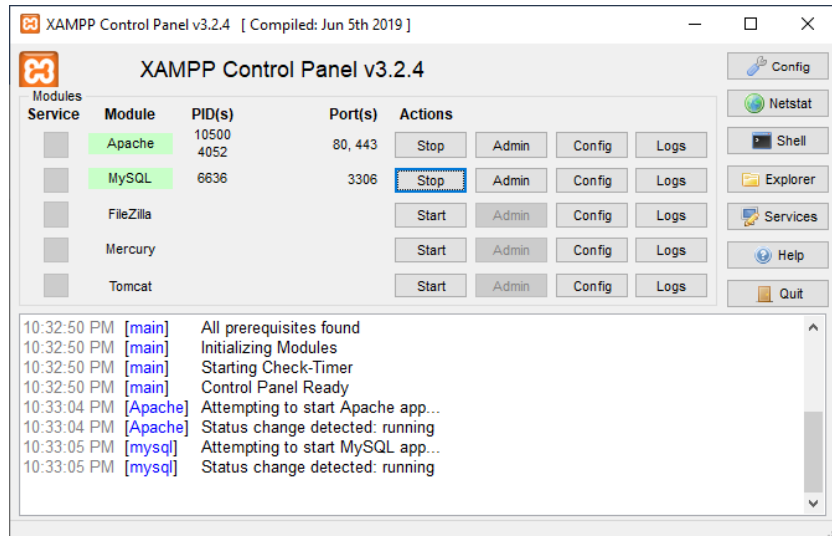 XAMPP Control Panel v3.2.4 [ Compiled: Jun 5th 2019 ]
XAMPP Control Panel v3.2.4
Config
Modules
Service Module PID(s) Port(s) Actions
Netstat
Apache 10500 4052 80, 443 Stop Admin Config Logs
Shell
MySQL 6636 3306 Stop Admin Config Logs
Explorer
FileZilla Start Admin Config Logs
Services
Mercury Start Admin Config Logs
Help
Tomcat Start Admin Config Logs
Quit
10:32:50 PM [main] All prerequisites found
10:32:50 PM [main] Initializing Modules
10:32:50 PM [main] Starting Check-Timer
10:32:50 PM [main] Control Panel Ready
10:33:04 PM [Apache] Attempting to start Apache app...
10:33:04 PM [Apache] Status change detected: running
10:33:05 PM [mysql] Attempting to start MySQL app...
10:33:05 PM [mysql] Status change detected: running